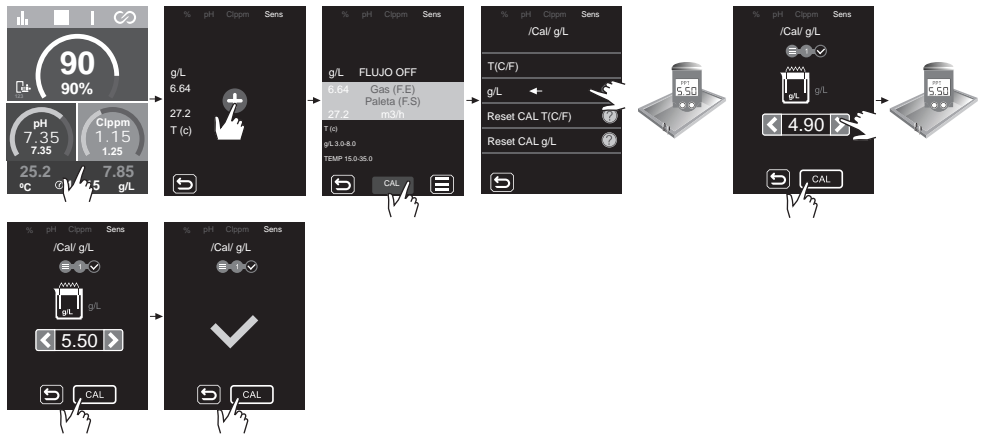 90
90%
123
pH
7.35
7.35
Clppm
1.15
1.25
25.2
7.85
ºC
5
g/L
% pH Clppm Sens
g/L
6.64
27.2
T (c)
% pH Clppm Sens
g/L FLUJO OFF
6.64 Gas (F.E)
Paleta (F.S)
27.2 m3/h
T (c)
g/L 3.0-8.0
TEMP 15.0-35.0
CAL
% pH Clppm Sens
/Cal/ g/L
T(C/F)
g/L
Reset CAL T(C/F) ?
Reset CAL g/L ?
PPT
5.50
% pH Clppm Sens
/Cal/ g/L
1
g/L
g/L
4.90
CAL
PPT
5.50
% pH Clppm Sens
/Cal/ g/L
1
g/L
g/L
5.50
CAL
% pH Clppm Sens
/Cal/ g/L
1
CAL